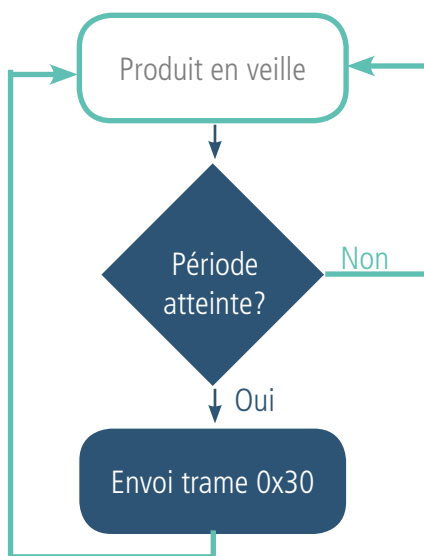 Produit en veille
Période
atteinte?
Non
Oui
Envoi trame 0x30